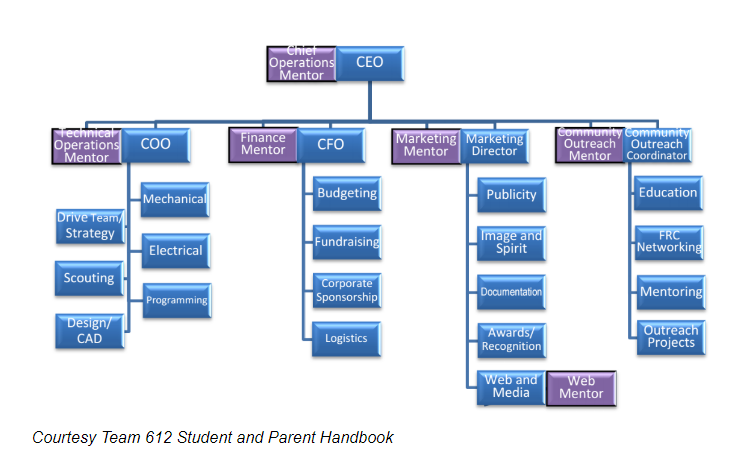 Chief
Operations
Mentor
CEO
Technical
Operations
Mentor
COO
Finance
Mentor
CFO
Marketing
Mentor
Marketing
Director
Community
Outreach
Mentor
Community
Outreach
Coordinator
Mechanical
Drive Team/
Strategy
Electrical
Scouting
Programming
Design/
CAD
Budgeting
Fundraising
Corporate
Sponsorship
Logistics
Publicity
Image and
Spirit
Documentation
Awards/
Recognition
Web and
Media
Web
Mentor
Education
FRC
Networking
Mentoring
Outreach
Projects
Courtesy Team 612 Student and Parent Handbook